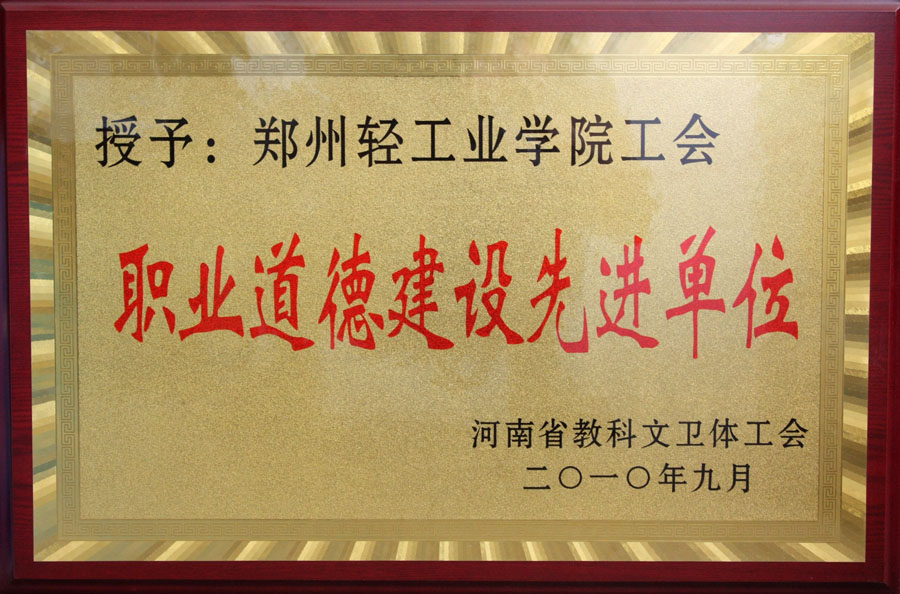 授予：郑州轻工业学院工会
职业道德建设先进单位
河南省教科文卫体工会
二〇一〇年九月